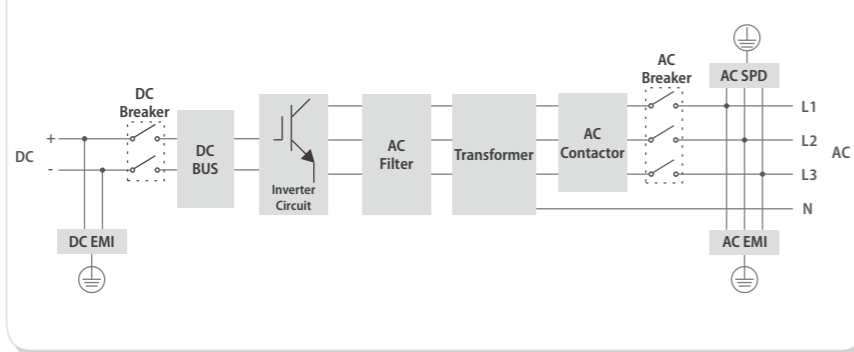 AC
Breaker
AC SPD
DC
Breaker
L1
+
DC
BUS
AC
Filter
Transformer
AC
Contactor
L2
DC
AC
-
L3
Inverter
Circuit
N
DC EMI
AC EMI